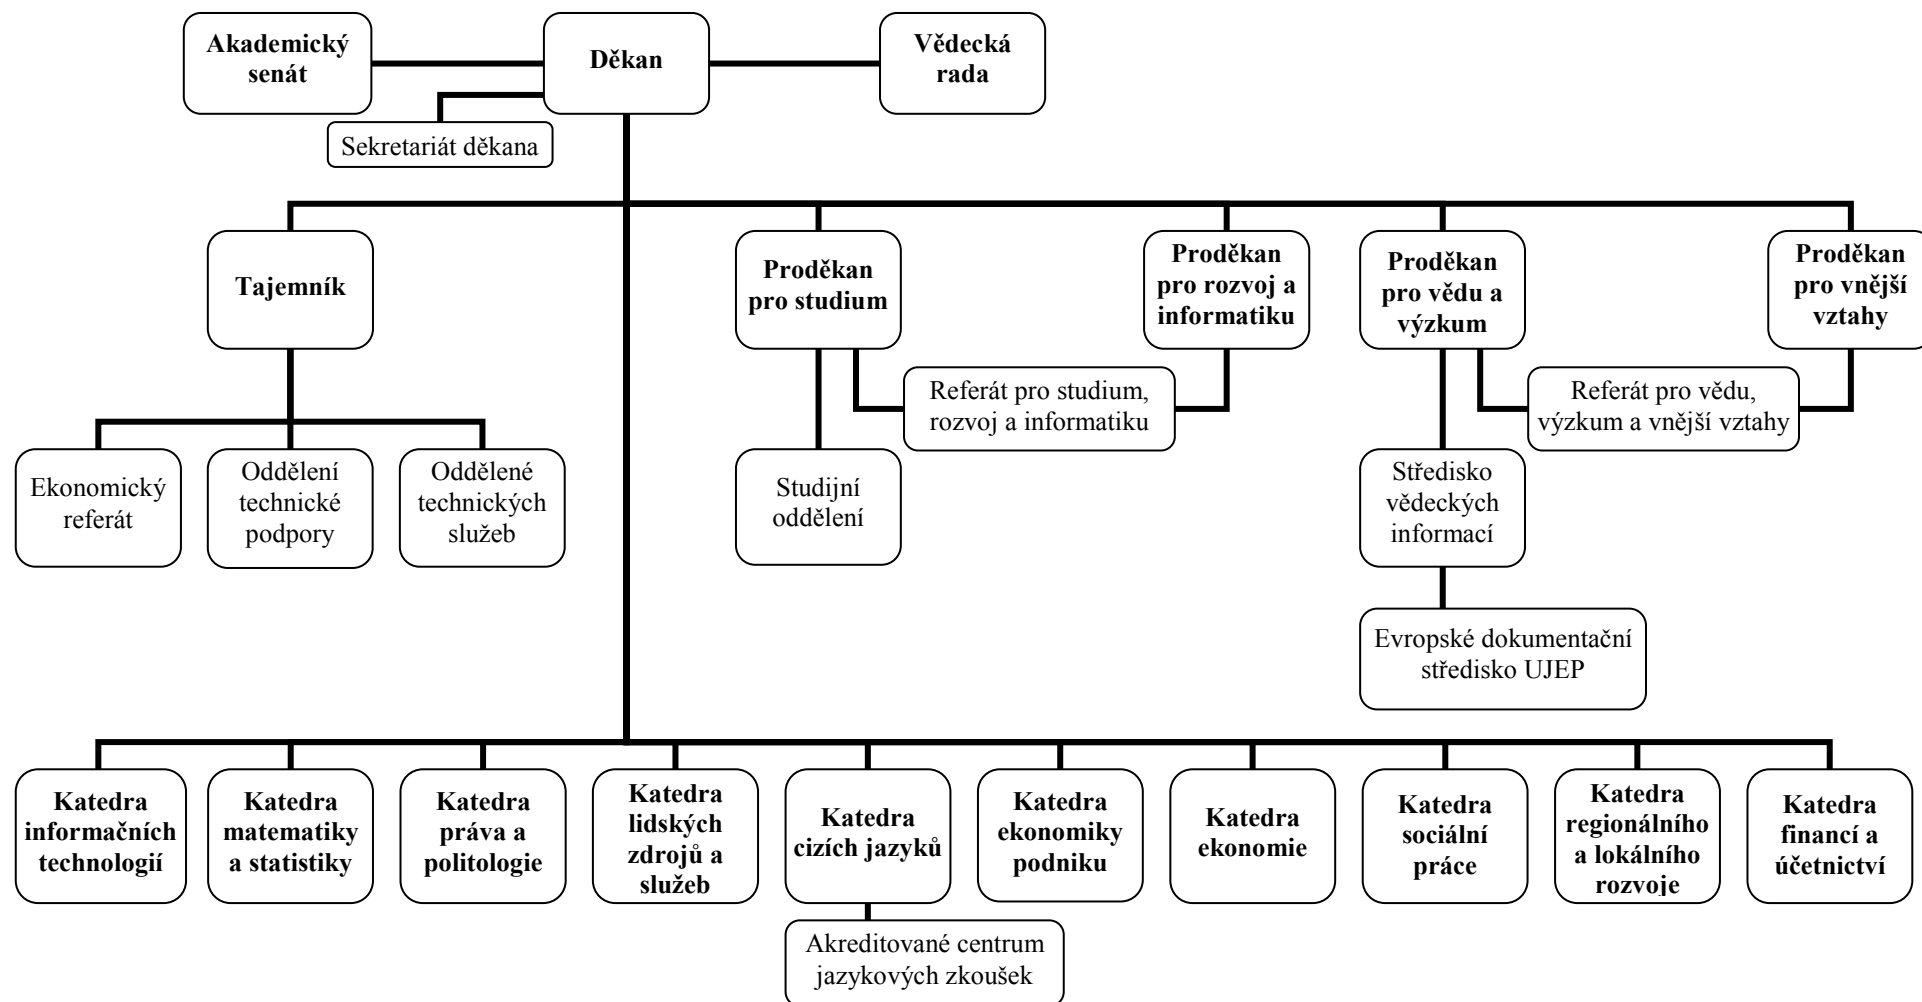 Akademický
senát
Děkan
Vědecká
rada
Sekretariát děkana
Tajemník
Proděkan
pro studium
Proděkan
pro rozvoj a
informatiku
Proděkan
pro vědu a
výzkum
Proděkan
pro vnější
vztahy
Referát pro studium,
rozvoj a informatiku
Referát pro vědu,
výzkum a vnější vztahy
Ekonomický
referát
Oddělení
technické
podpory
Oddělené
technických
služeb
Studijní
oddělení
Středisko
vědeckých
informací
Evropské dokumentační
středisko UJEP
Katedra
informačních
technologií
Katedra
matematiky
a statistiky
Katedra
práva a
politologie
Katedra
lidských
zdrojů a
služeb
Katedra
cizích jazyků
Katedra
ekonomiky
podniku
Katedra
ekonomie
Katedra
sociální
práce
Katedra
regionálního
a lokálního
rozvoje
Katedra
financí a
účetnictví
Akreditované centrum
jazykových zkoušek